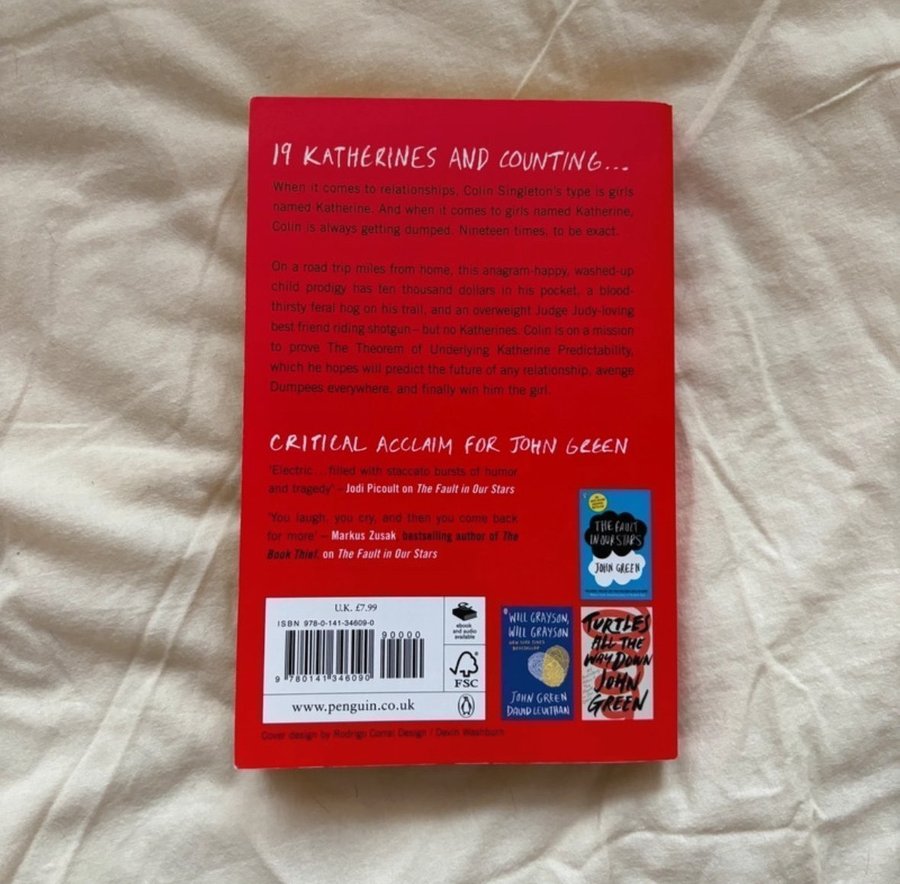 19 KATHERINES AND COUNTING...
When it comes to relationships, Colin Singleton's type is girls
named Katherine. And when it comes to girls named Katherine,
Colin is always getting dumped. Nineteen times, to be exact.
On a road trip miles from home, this anagram-happy, washed-up
child prodigy has ten thousand dollars in his pocket, a blood-
thirsty feral hog on his trail, and an overweight Judge Judy-loving
best friend riding shotgun – but no Katherines. Colin is on a mission
to prove The Theorem of Underlying Katherine Predictability,
which he hopes will predict the future of any relationship, avenge
Dumpees everywhere, and finally win him the girl.
CRITICAL ACCLAIM FOR JOHN GREEN
'Electric... filled with staccato bursts of humor
and tragedy' – Jodi Picoult on The Fault in Our Stars
'You laugh, you cry, and then you come back
for more' – Markus Zusak, bestselling author of The
Book Thief, on The Fault in Our Stars
THE FAULT
IN OUR STARS
JOHN GREEN
WILL GRAYSON,
WILL GRAYSON
NEW YORK TIMES
BESTSELLER
JOHN GREEN
DAVID LEVITHAN
TURTLES
ALL THE
WAY DOWN
JOHN
GREEN
U.K. £7.99
ISBN 978-0-141-34609-0
90000
9 780141 346090
ebook
and audio
available
FSC
www.penguin.co.uk
Cover design by Rodrigo Corral Design / Devin Washburn